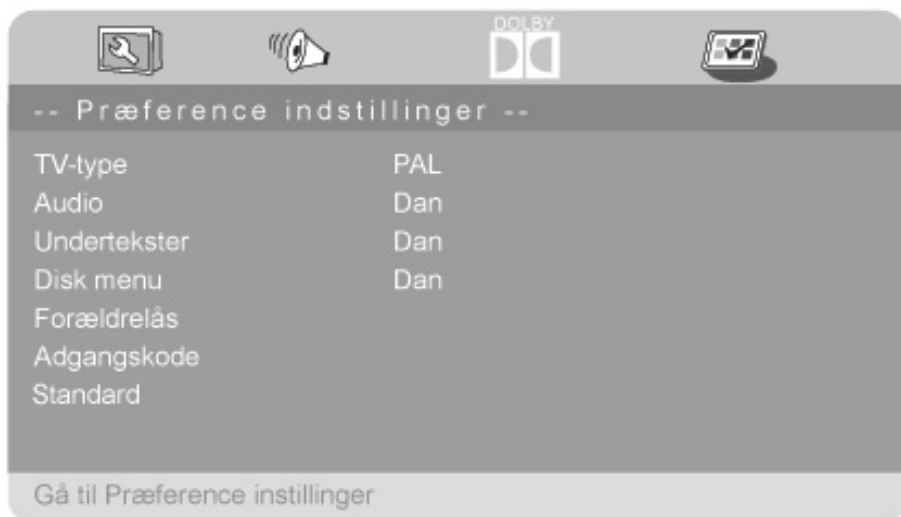 DOLBY
-- Præference indstillinger --
TV-type PAL
Audio Dan
Undertekster Dan
Disk menu Dan
Forældrelås
Adgangskode
Standard
Gå til Præference instillinger